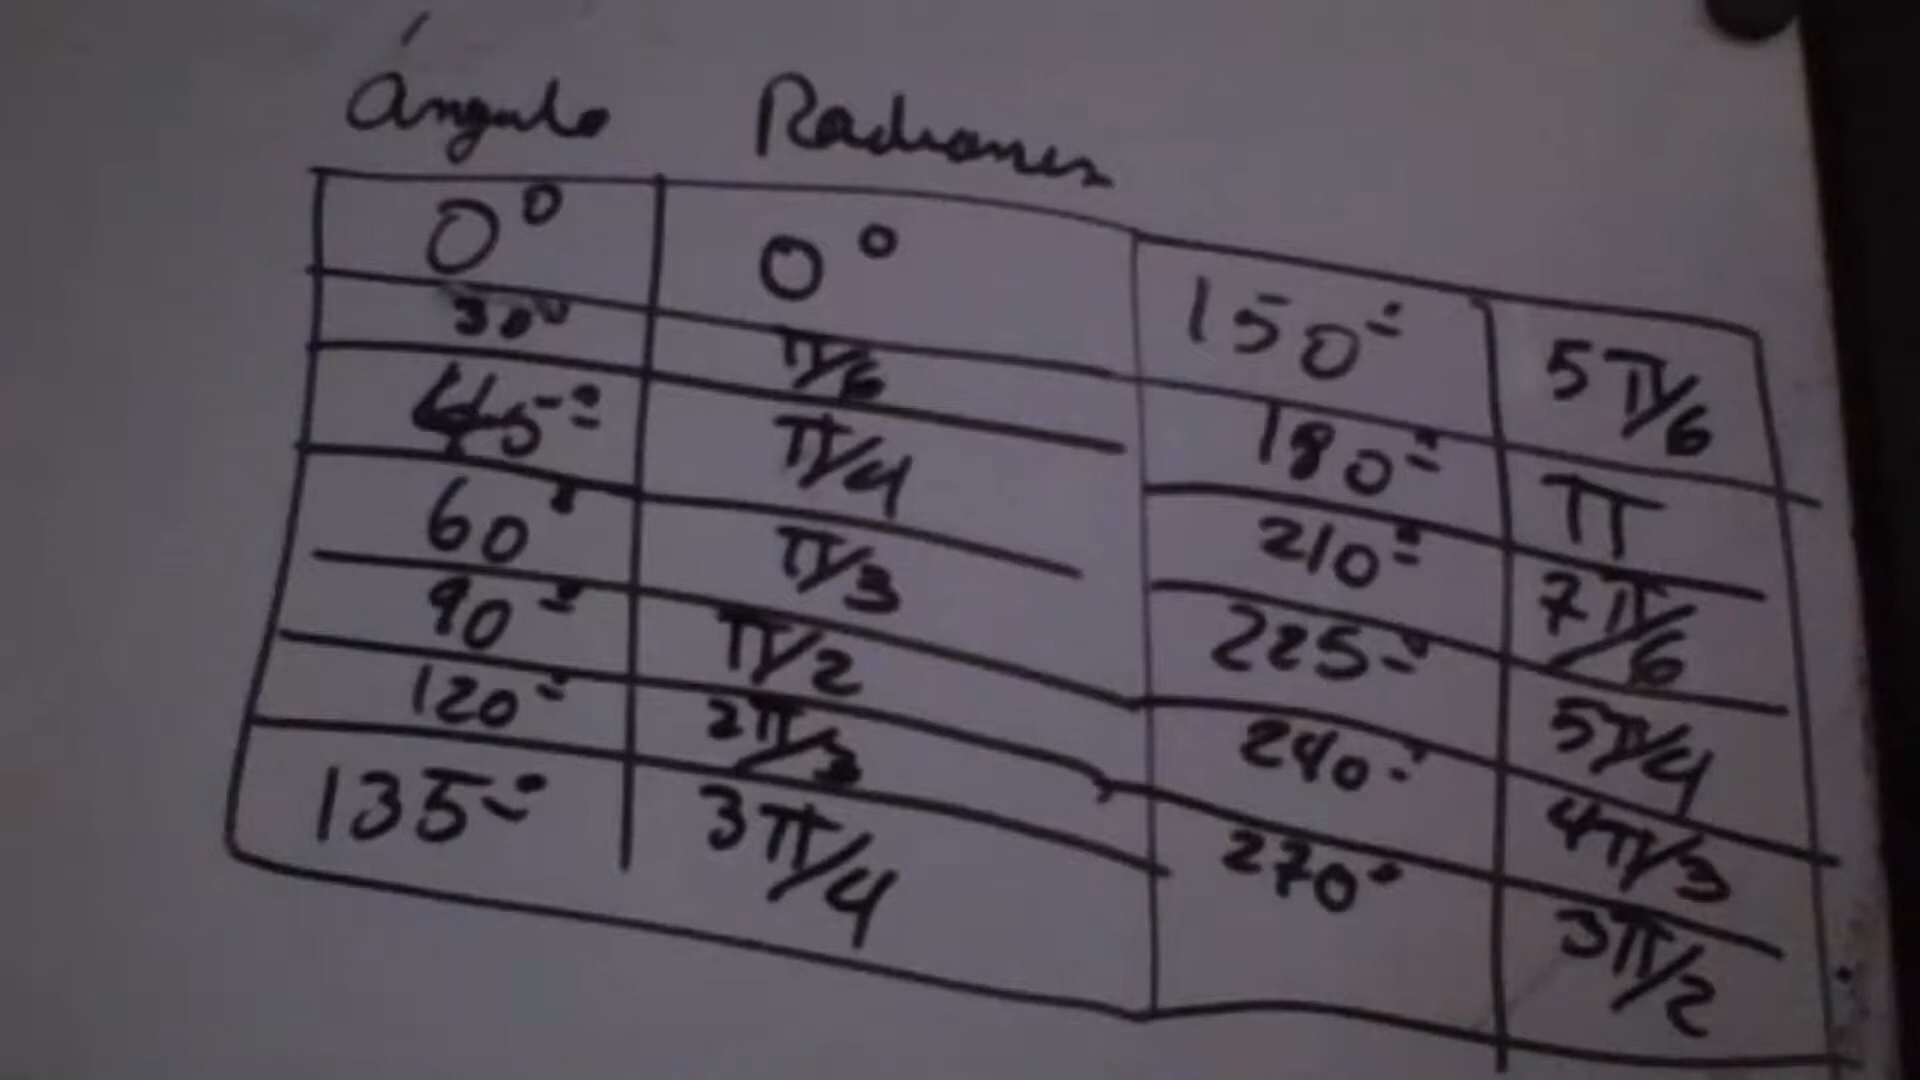 Ángulo Radianes
0° 0° 150° 5π/6
30° π/6 180° π
45° π/4 210° 7π/6
60° π/3 225° 5π/4
90° π/2 240° 4π/3
120° 2π/3 270° 3π/2
135° 3π/4